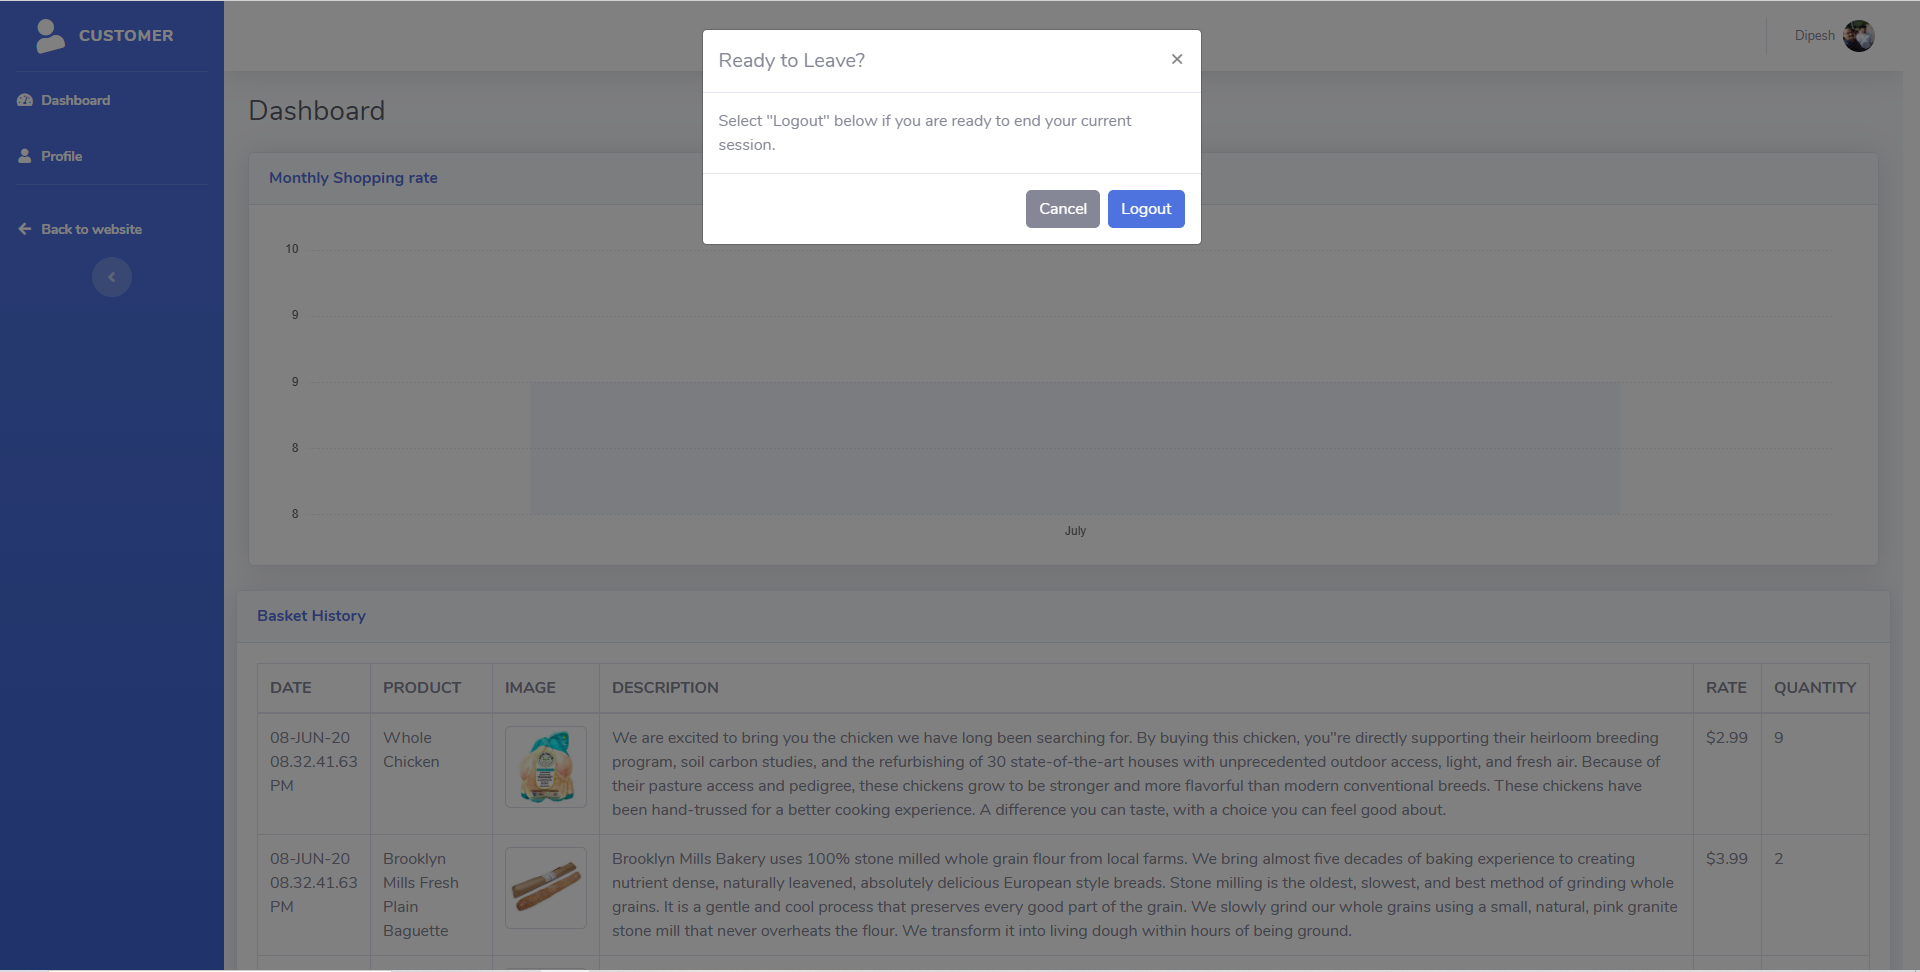 CUSTOMER
Dashboard
Profile
Back to website
Dipesh
Ready to Leave?
×
Select "Logout" below if you are ready to end your current
session.
Cancel
Logout
Dashboard
Monthly Shopping rate
10
9
9
8
8
July
Basket History
DATE PRODUCT IMAGE DESCRIPTION RATE QUANTITY
08-JUN-20
08.32.41.63
PM
Whole
Chicken
We are excited to bring you the chicken we have long been searching for. By buying this chicken, you"re directly supporting their heirloom breeding
program, soil carbon studies, and the refurbishing of 30 state-of-the-art houses with unprecedented outdoor access, light, and fresh air. Because of
their pasture access and pedigree, these chickens grow to be stronger and more flavorful than modern conventional breeds. These chickens have
been hand-trussed for a better cooking experience. A difference you can taste, with a choice you can feel good about.
$2.99
9
08-JUN-20
08.32.41.63
PM
Brooklyn
Mills Fresh
Plain
Baguette
Brooklyn Mills Bakery uses 100% stone milled whole grain flour from local farms. We bring almost five decades of baking experience to creating
nutrient dense, naturally leavened, absolutely delicious European style breads. Stone milling is the oldest, slowest, and best method of grinding whole
grains. It is a gentle and cool process that preserves every good part of the grain. We slowly grind our whole grains using a small, natural, pink granite
stone mill that never overheats the flour. We transform it into living dough within hours of being ground.
$3.99
2